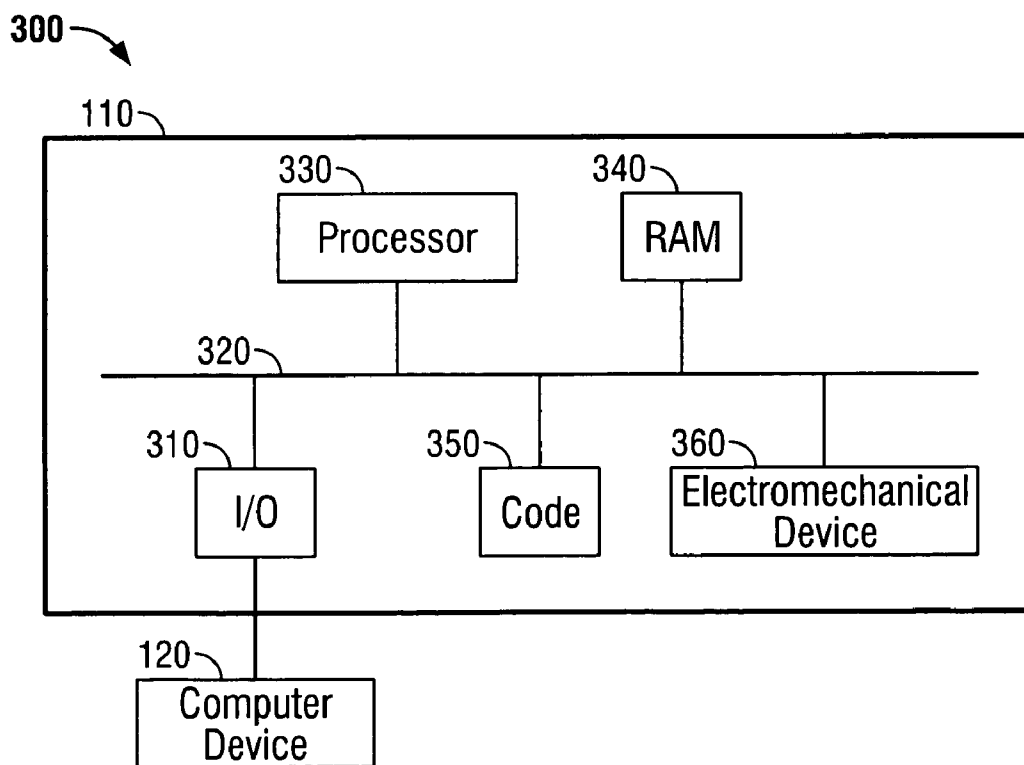 300
110
330
340
Processor
RAM
320
310
350
360
I/O
Code
Electromechanical
Device
120
Computer
Device